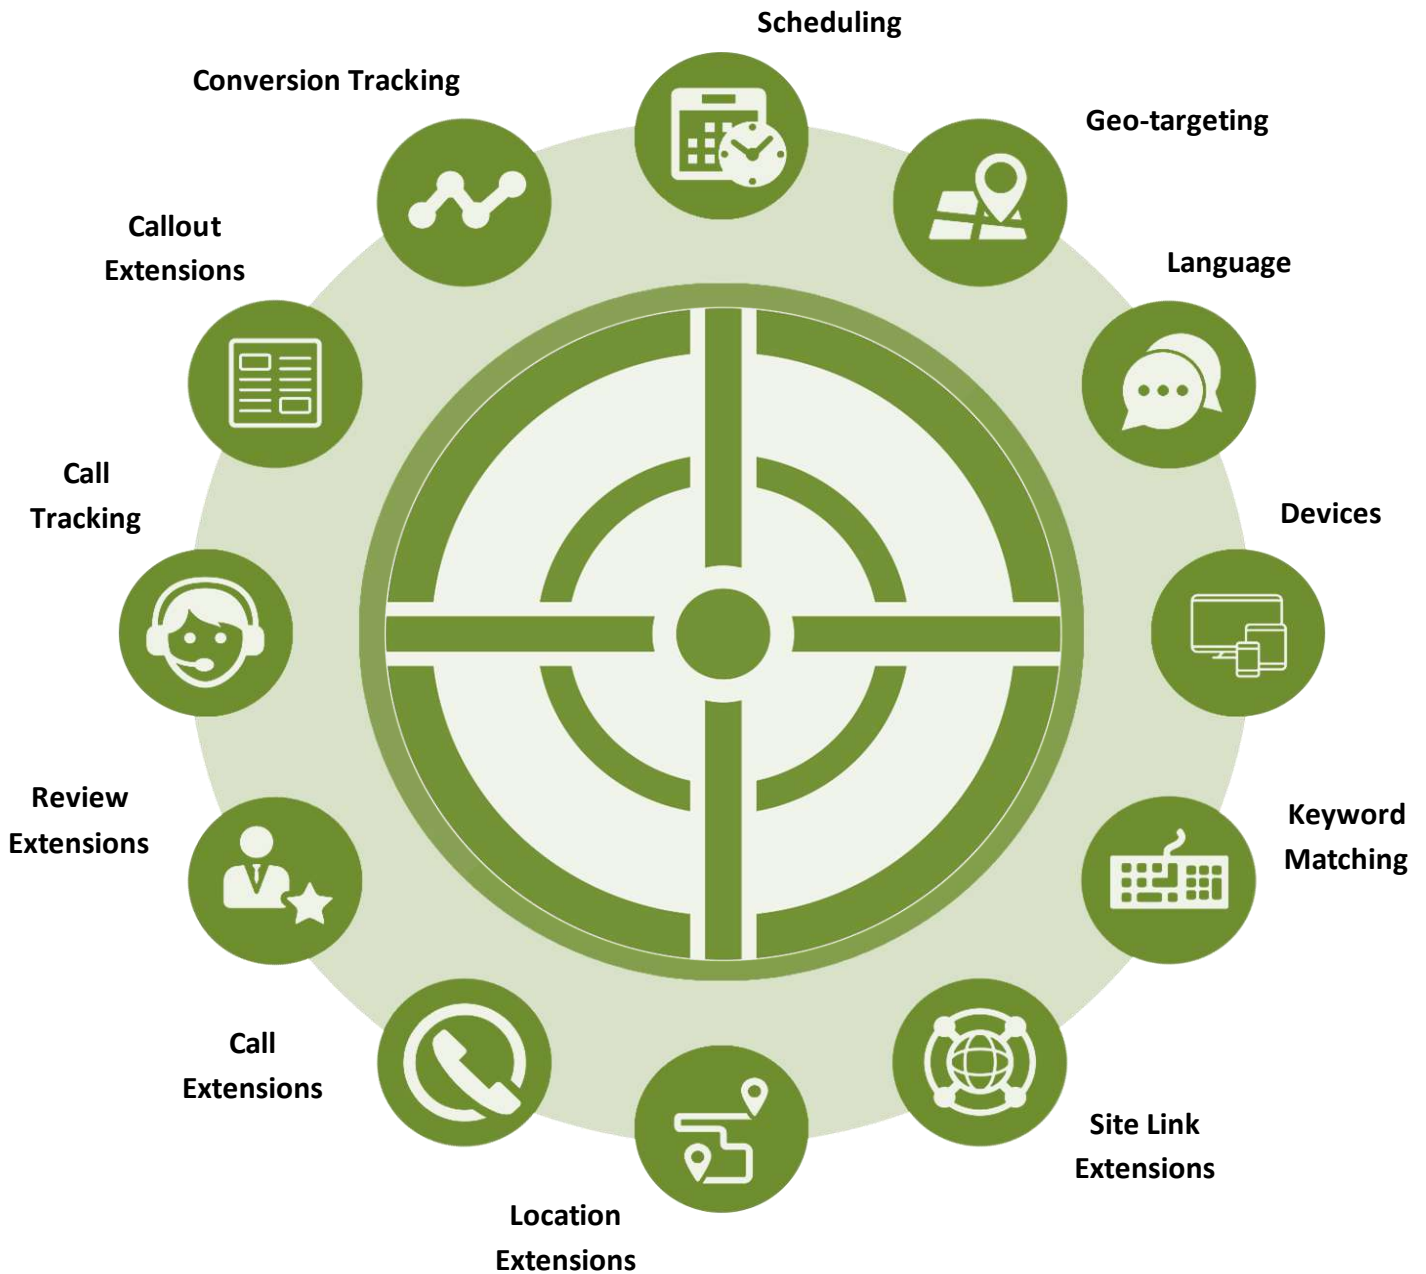 Scheduling
Conversion Tracking
Geo-targeting
Callout
Extensions
Language
Call
Tracking
Devices
Review
Extensions
Keyword
Matching
Call
Extensions
Site Link
Extensions
Location
Extensions